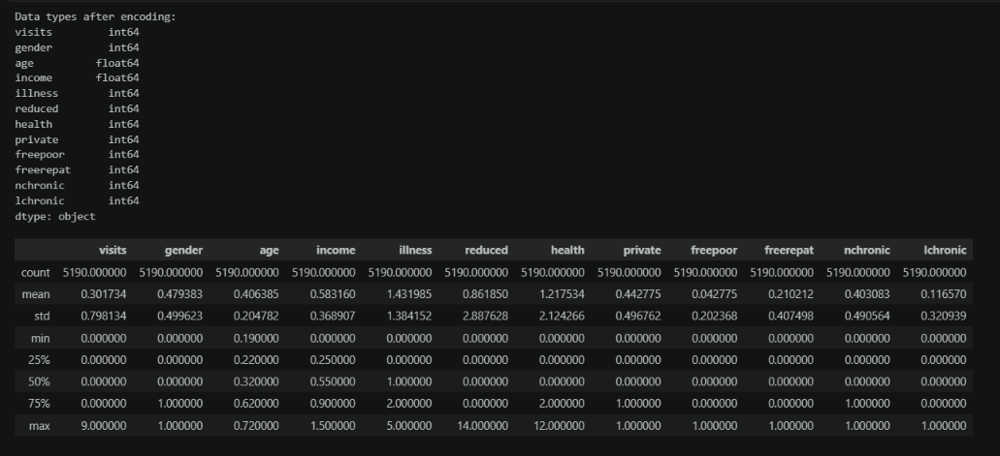 Data types after encoding:
visits int64
gender int64
age float64
income float64
illness int64
reduced int64
health int64
private int64
freepoor int64
freerepat int64
nchronic int64
lchronic int64
dtype: object
visits gender age income illness reduced health private freepoor freerepat nchronic lchronic
count 5190.000000 5190.000000 5190.000000 5190.000000 5190.000000 5190.000000 5190.000000 5190.000000 5190.000000 5190.000000 5190.000000 5190.000000
mean 0.301734 0.479383 0.406385 0.583160 1.431985 0.861850 1.217534 0.442775 0.042775 0.210212 0.403083 0.116570
std 0.798134 0.499623 0.204782 0.368907 1.384152 2.887628 2.124266 0.496762 0.202368 0.407498 0.490564 0.320939
min 0.000000 0.000000 0.190000 0.000000 0.000000 0.000000 0.000000 0.000000 0.000000 0.000000 0.000000 0.000000
25% 0.000000 0.000000 0.220000 0.250000 0.000000 0.000000 0.000000 0.000000 0.000000 0.000000 0.000000 0.000000
50% 0.000000 0.000000 0.320000 0.550000 1.000000 0.000000 0.000000 0.000000 0.000000 0.000000 0.000000 0.000000
75% 0.000000 1.000000 0.620000 0.900000 2.000000 0.000000 2.000000 1.000000 0.000000 0.000000 1.000000 0.000000
max 9.000000 1.000000 0.720000 1.500000 5.000000 14.000000 12.000000 1.000000 1.000000 1.000000 1.000000 1.000000